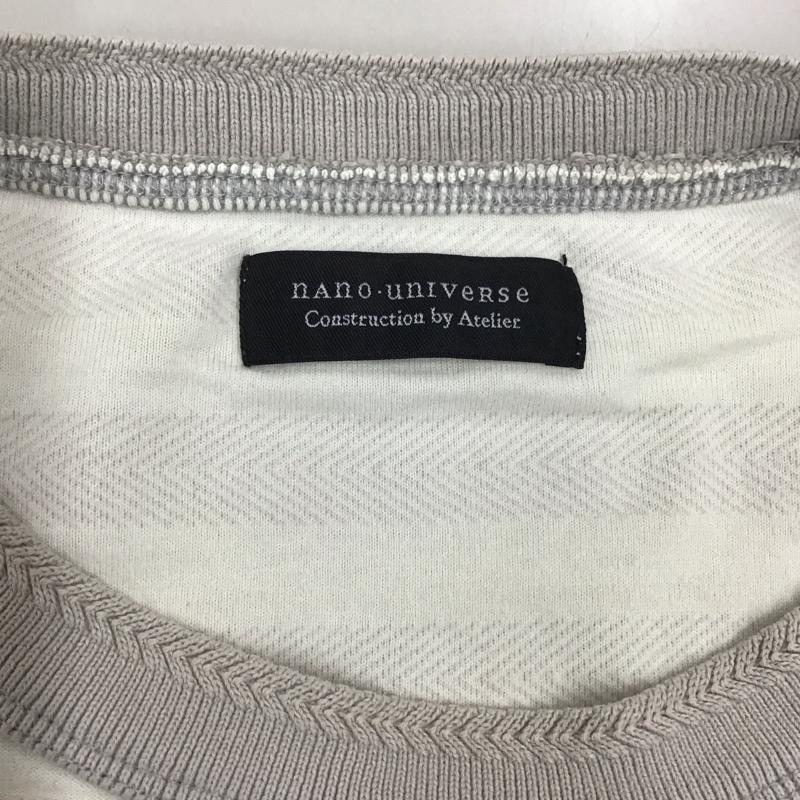 nano·universe
Construction by Atelier